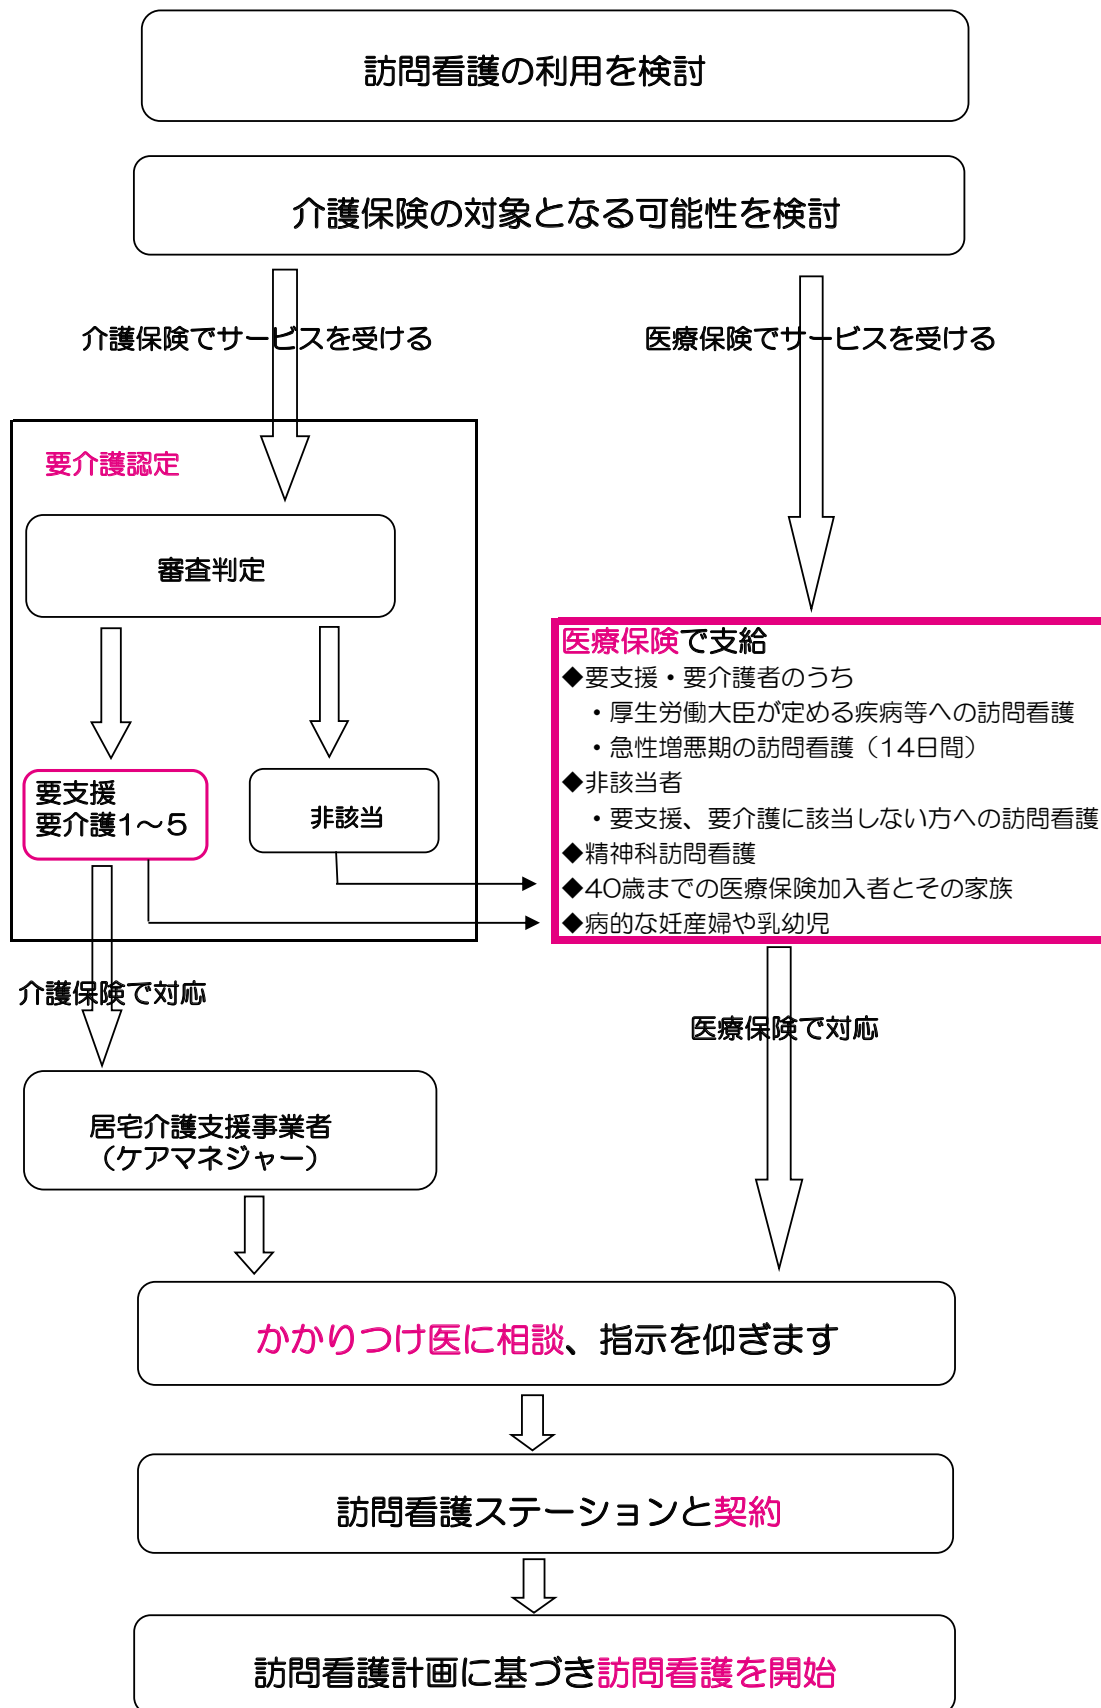 訪問看護の利用を検討
介護保険の対象となる可能性を検討
介護保険でサービスを受ける
医療保険でサービスを受ける
要介護認定
審査判定
要支援
要介護1～5
非該当
医療保険で支給
◆要支援・要介護者のうち
・厚生労働大臣が定める疾病等への訪問看護
・急性増悪期の訪問看護（14日間）
◆非該当者
・要支援、要介護に該当しない方への訪問看護
◆精神科訪問看護
◆40歳までの医療保険加入者とその家族
◆病的な妊産婦や乳幼児
介護保険で対応
医療保険で対応
居宅介護支援事業者
（ケアマネジャー）
かかりつけ医に相談、指示を仰ぎます
訪問看護ステーションと契約
訪問看護計画に基づき訪問看護を開始